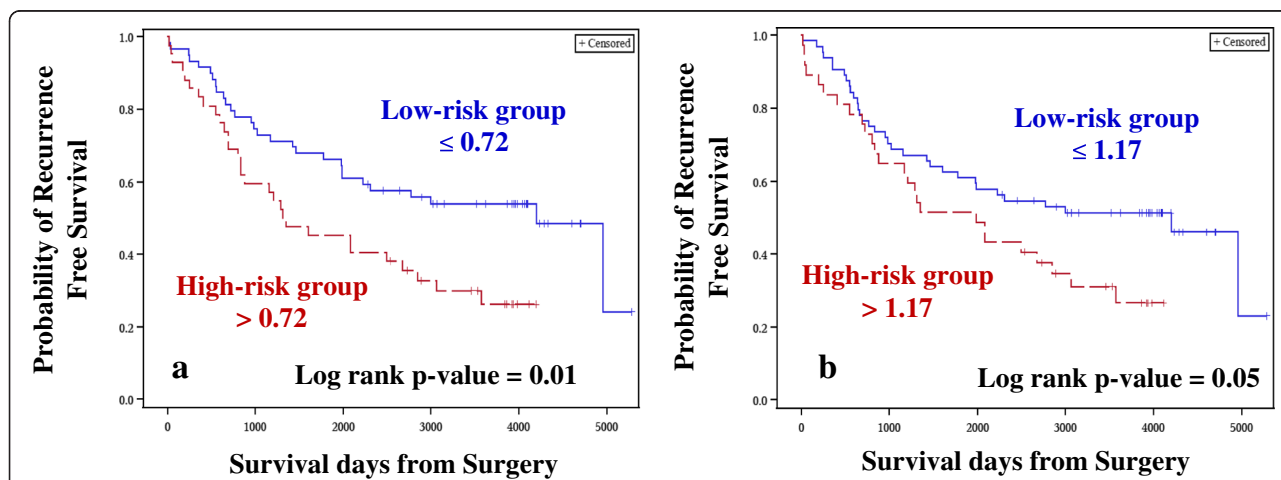 Probability of Recurrence
Free Survival
1.0
0.8
0.6
0.4
0.2
0.0
+ Censored
Low-risk group
≤ 0.72
High-risk group
> 0.72
a
Log rank p-value = 0.01
0 1000 2000 3000 4000 5000
Survival days from Surgery
Probability of Recurrence
Free Survival
1.0
0.8
0.6
0.4
0.2
0.0
+ Censored
Low-risk group
≤ 1.17
High-risk group
> 1.17
b
Log rank p-value = 0.05
0 1000 2000 3000 4000 5000
Survival days from Surgery